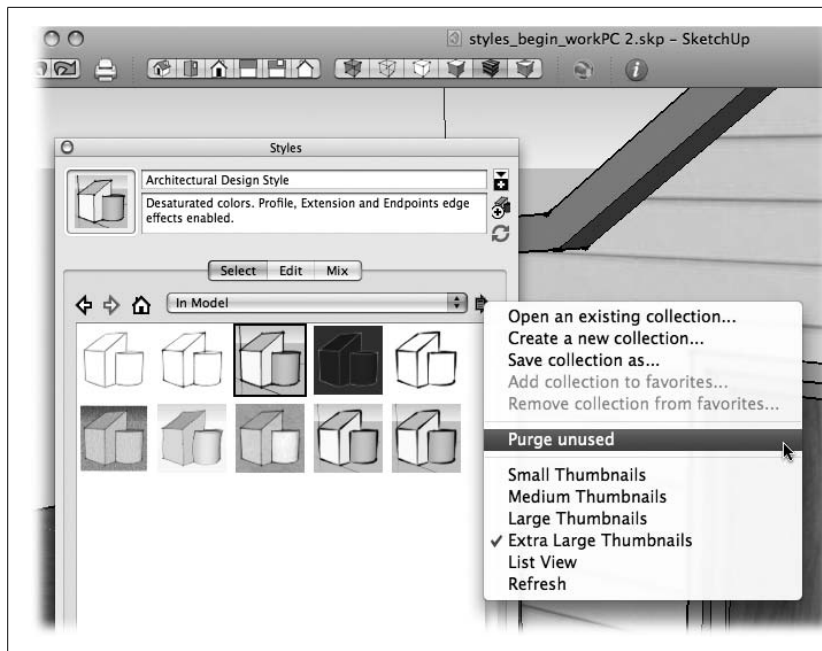 styles_begin_workPC 2.skp – SketchUp
Styles
Architectural Design Style
Desaturated colors. Profile, Extension and Endpoints edge
effects enabled.
Select Edit Mix
In Model
Open an existing collection...
Create a new collection...
Save collection as...
Add collection to favorites...
Remove collection from favorites...
Purge unused
Small Thumbnails
Medium Thumbnails
Large Thumbnails
✓ Extra Large Thumbnails
List View
Refresh